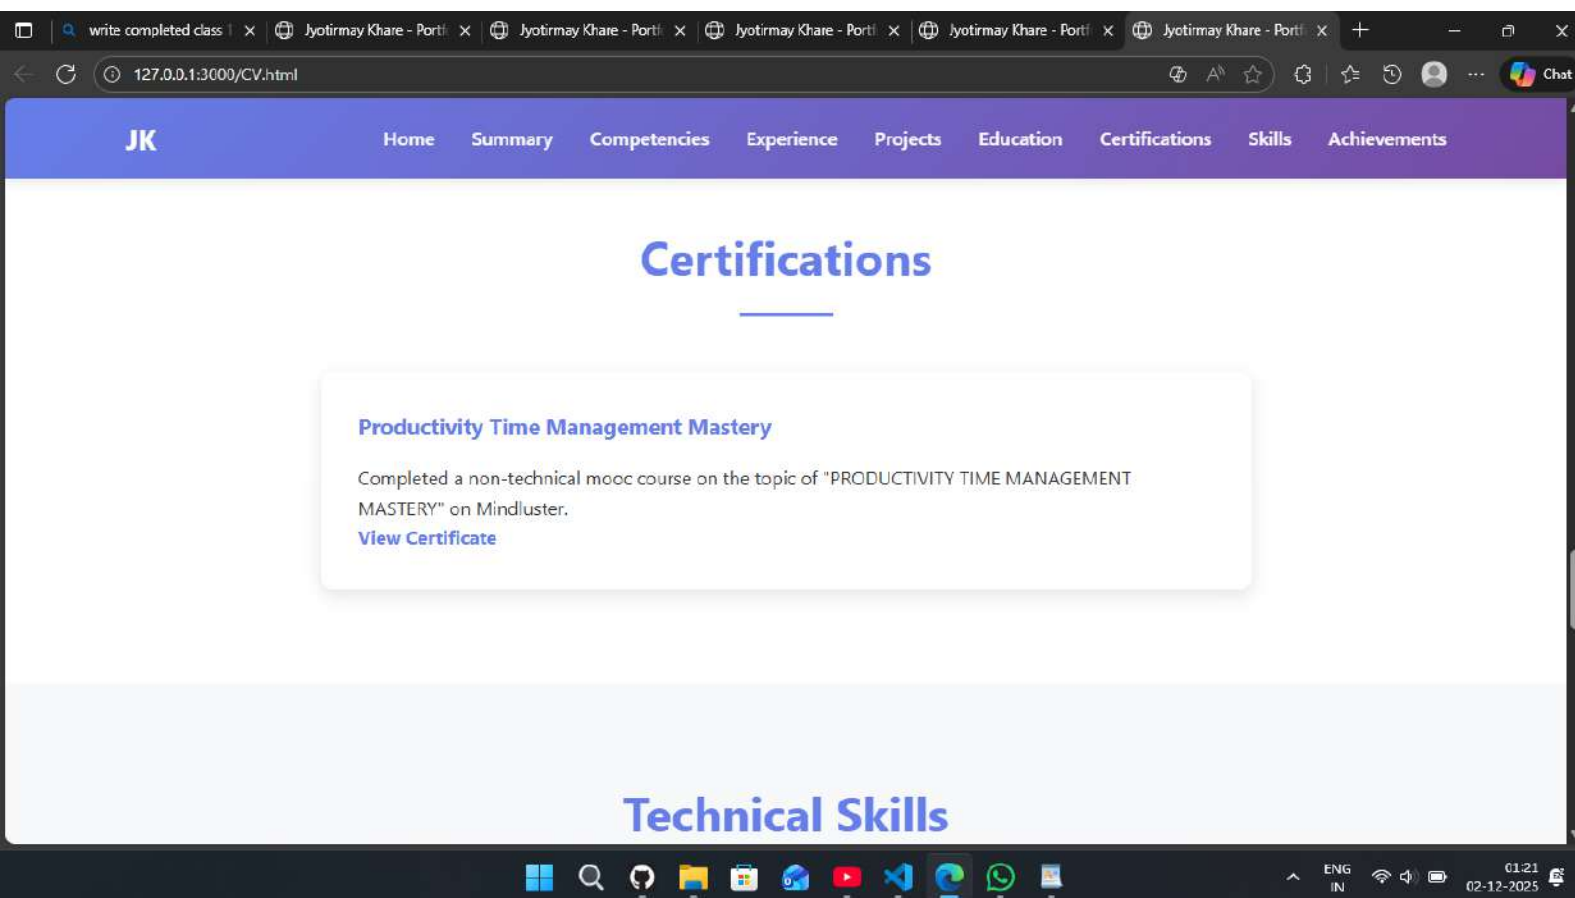 write completed class 1
Jyotirmay Khare - Portf
Jyotirmay Khare - Portf
Jyotirmay Khare - Portf
Jyotirmay Khare - Portf
Jyotirmay Khare - Portf
127.0.0.1:3000/CV.html
Chat
JK
Home Summary Competencies Experience Projects Education Certifications Skills Achievements
Certifications
Productivity Time Management Mastery
Completed a non-technical mooc course on the topic of "PRODUCTIVITY TIME MANAGEMENT
MASTERY" on Mindluster.
View Certificate
Technical Skills
ENG
IN
01:21
02-12-2025